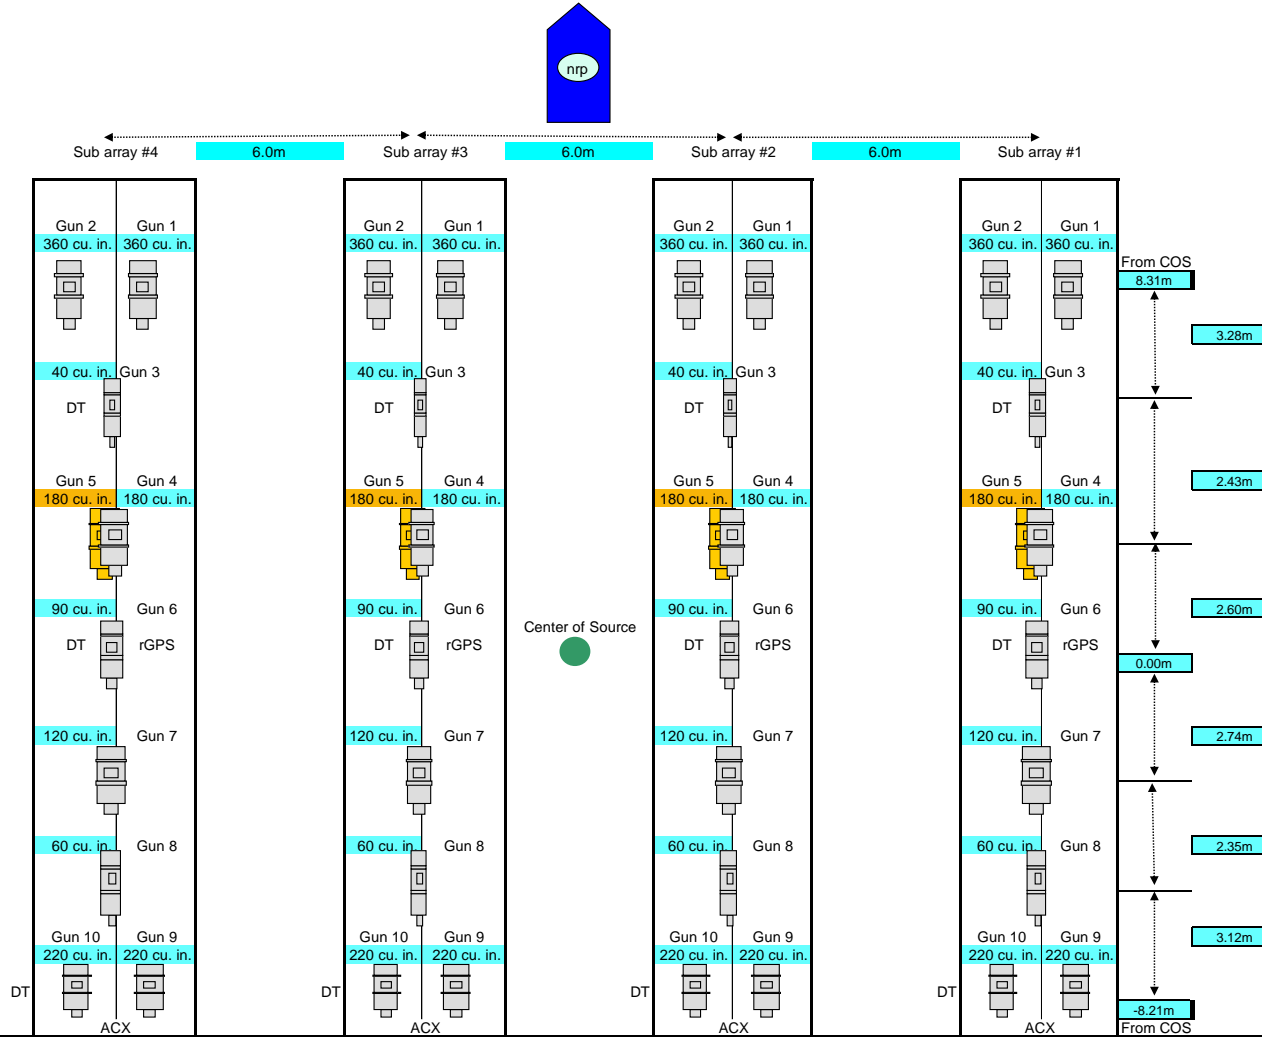 nrp
Sub array #4 6.0m Sub array #3 6.0m Sub array #2 6.0m Sub array #1
Gun 2 Gun 1 Gun 2 Gun 1 Gun 2 Gun 1 Gun 2 Gun 1
360 cu. in. 360 cu. in. 360 cu. in. 360 cu. in. 360 cu. in. 360 cu. in. 360 cu. in. 360 cu. in.
From COS
8.31m
3.28m
40 cu. in. Gun 3 40 cu. in. Gun 3 40 cu. in. Gun 3 40 cu. in. Gun 3
DT DT DT DT
Gun 5 Gun 4 Gun 5 Gun 4 Gun 5 Gun 4 Gun 5 Gun 4 2.43m
180 cu. in. 180 cu. in. 180 cu. in. 180 cu. in. 180 cu. in. 180 cu. in. 180 cu. in. 180 cu. in.
90 cu. in. Gun 6 90 cu. in. Gun 6 90 cu. in. Gun 6 90 cu. in. Gun 6 2.60m
Center of Source
DT rGPS DT rGPS DT rGPS DT rGPS
0.00m
120 cu. in. Gun 7 120 cu. in. Gun 7 120 cu. in. Gun 7 120 cu. in. Gun 7 2.74m
60 cu. in. Gun 8 60 cu. in. Gun 8 60 cu. in. Gun 8 60 cu. in. Gun 8 2.35m
Gun 10 Gun 9 Gun 10 Gun 9 Gun 10 Gun 9 Gun 10 Gun 9 3.12m
220 cu. in. 220 cu. in. 220 cu. in. 220 cu. in. 220 cu. in. 220 cu. in. 220 cu. in. 220 cu. in.
DT DT DT DT
-8.21m
ACX ACX ACX ACX From COS